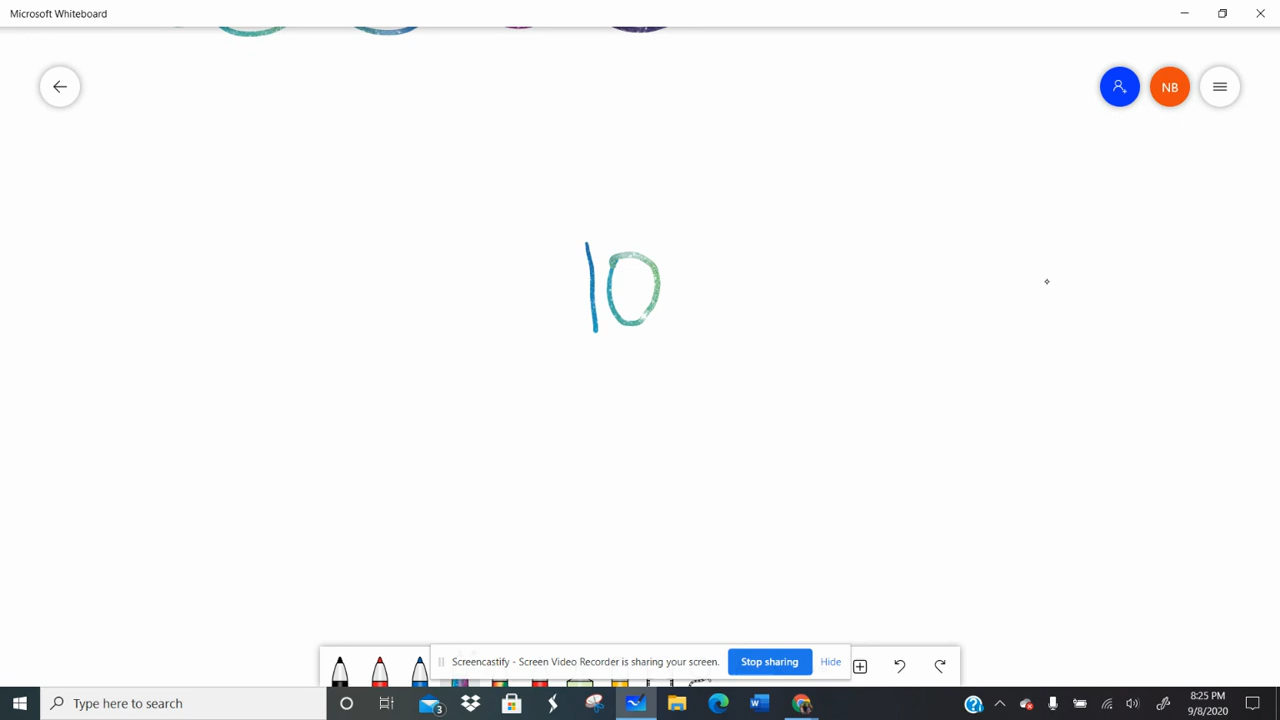 Microsoft Whiteboard
NB
10
Screencastify - Screen Video Recorder is sharing your screen.
Stop sharing
Hide
Type here to search
3
8:25 PM
9/8/2020